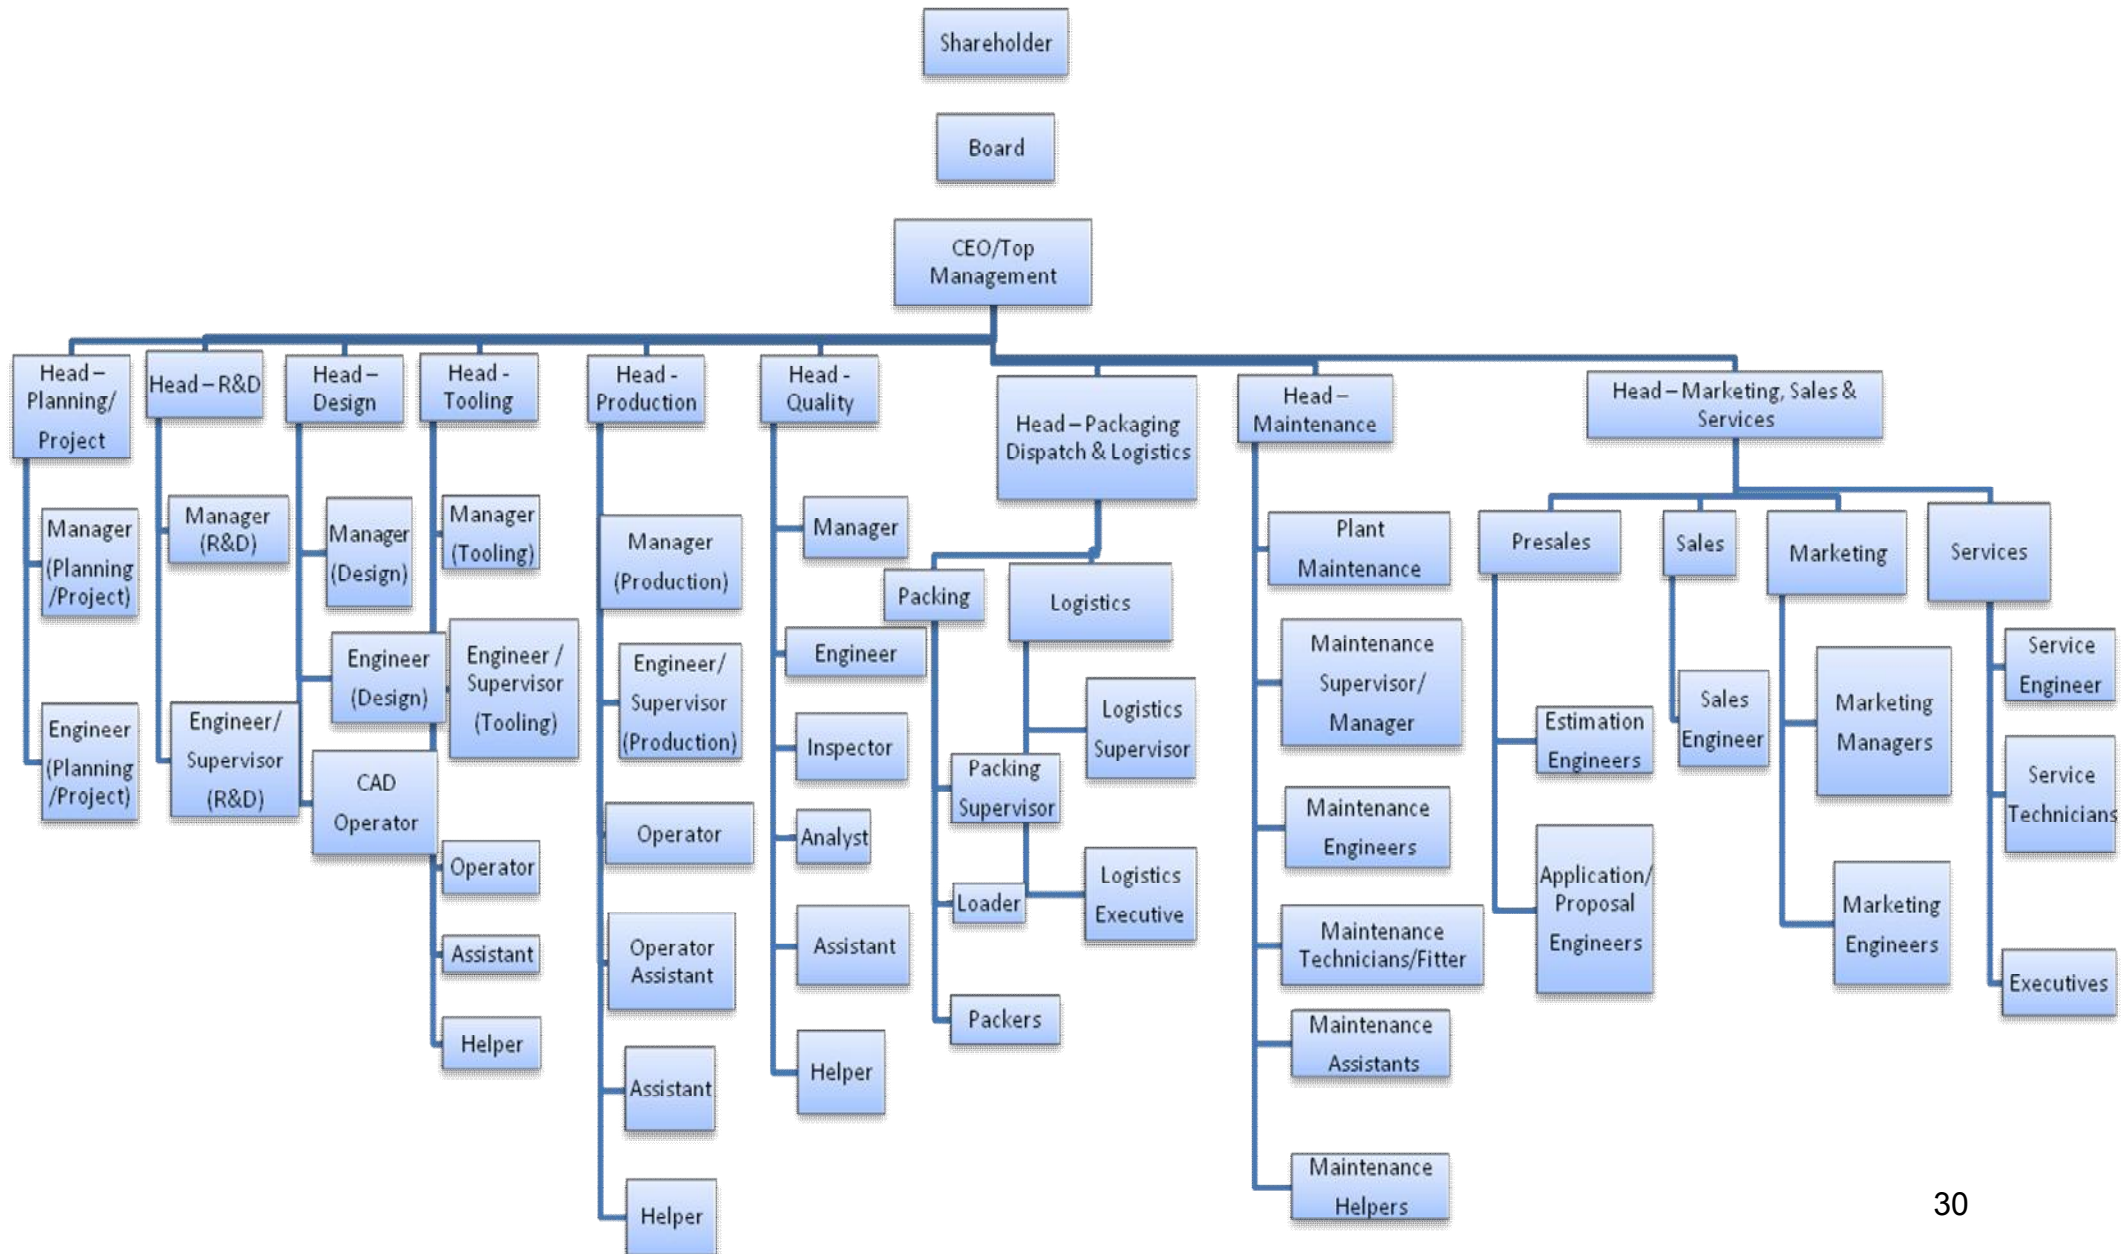 Shareholder
Board
CEO/Top
Management
Head –
Planning/
Project
Manager
(Planning
/Project)
Engineer
(Planning
/Project)
Head – R&D
Manager
(R&D)
Engineer/
Supervisor
(R&D)
Head –
Design
Manager
(Design)
Engineer
(Design)
CAD
Operator
Head -
Tooling
Manager
(Tooling)
Engineer /
Supervisor
(Tooling)
Operator
Assistant
Helper
Head -
Production
Manager
(Production)
Engineer/
Supervisor
(Production)
Operator
Operator
Assistant
Assistant
Helper
Head -
Quality
Manager
Engineer
Inspector
Analyst
Assistant
Helper
Head – Packaging
Dispatch & Logistics
Packing
Packing
Supervisor
Loader
Packers
Logistics
Logistics
Supervisor
Logistics
Executive
Head –
Maintenance
Plant
Maintenance
Maintenance
Supervisor/
Manager
Maintenance
Engineers
Maintenance
Technicians/Fitter
Maintenance
Assistants
Maintenance
Helpers
Head – Marketing, Sales &
Services
Presales
Estimation
Engineers
Application/
Proposal
Engineers
Sales
Sales
Engineer
Marketing
Marketing
Managers
Marketing
Engineers
Services
Service
Engineer
Service
Technicians
Executives
30